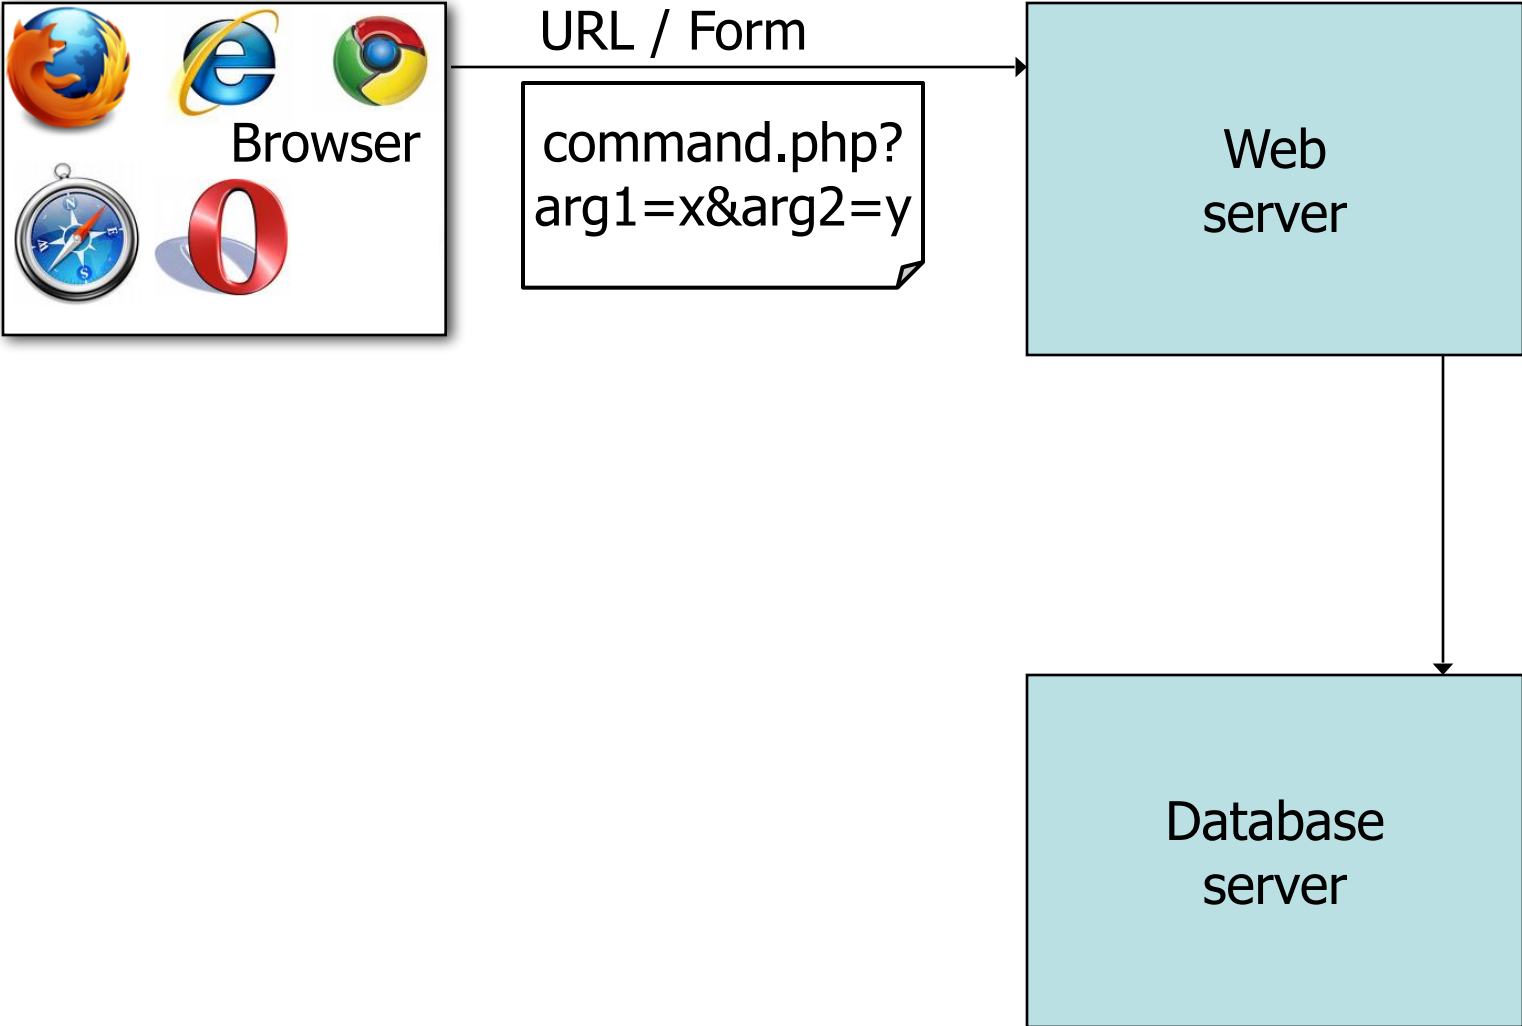 URL / Form
Browser
command.php?
arg1=x&arg2=y
Web
server
Database
server